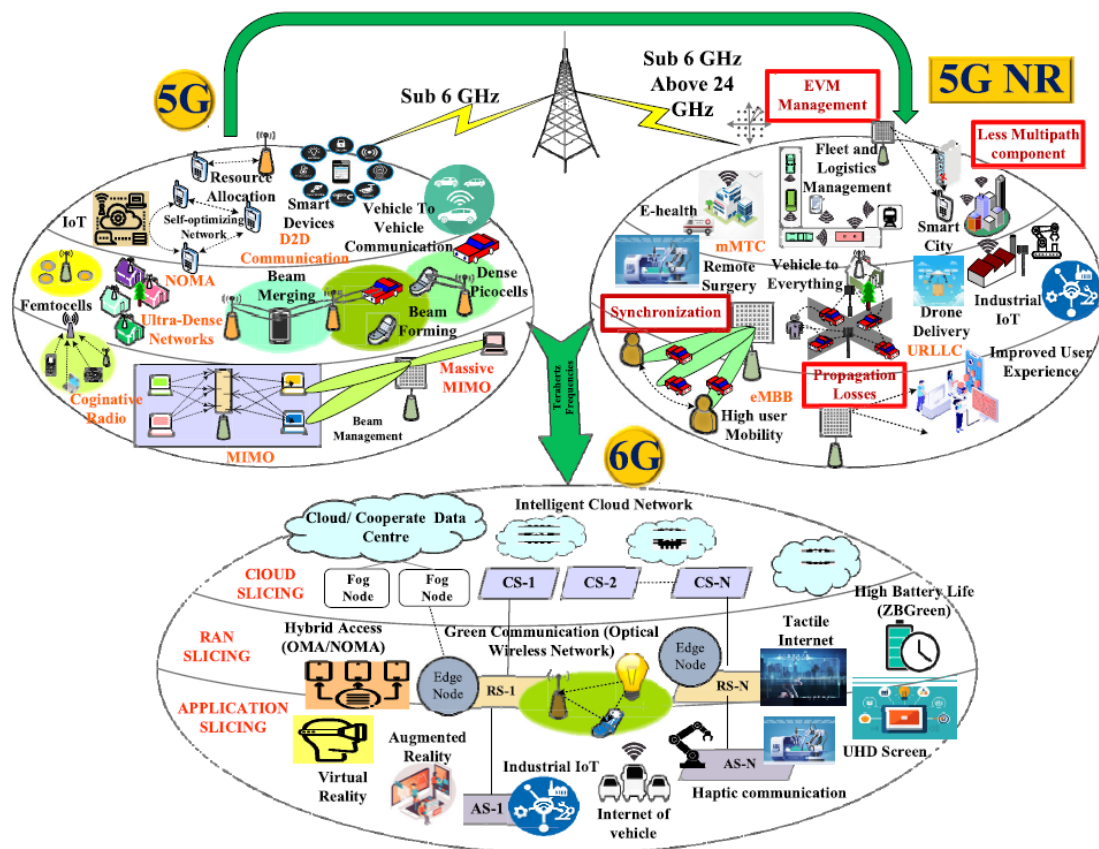 5G
Sub 6 GHz
Sub 6 GHz
Above 24
GHz
EVM
Management
5G NR
Less Multipath
component
Resource
Allocation
IoT
Self-optimizing
Network
Smart
Devices
D2D
Communication
Vehicle To
Vehicle
Communication
NOMA
Femtocells
Ultra-Dense
Networks
Beam
Merging
Beam
Forming
Dense
Picocells
Coginative
Radio
MIMO
Beam
Management
Massive
MIMO
Fleet and
Logistics
Management
E-health
mMTC
Smart
City
Remote
Surgery
Vehicle to
Everything
Drone
Delivery
URLLC
Industrial
IoT
Synchronization
eMBB
High user
Mobility
Propagation
Losses
Improved User
Experience
Terahertz
Frequencies
6G
Cloud/ Cooperate Data
Centre
Intelligent Cloud Network
ClOUD
SLICING
Fog
Node
Fog
Node
CS-1
CS-2
CS-N
High Battery Life
(ZBGreen)
RAN
SLICING
Hybrid Access
(OMA/NOMA)
Edge
Node
RS-1
Green Communication (Optical
Wireless Network)
Edge
Node
RS-N
Tactile
Internet
APPLICATION
SLICING
Virtual
Reality
Augmented
Reality
AS-1
Industrial IoT
Internet of
vehicle
AS-N
Haptic communication
UHD Screen